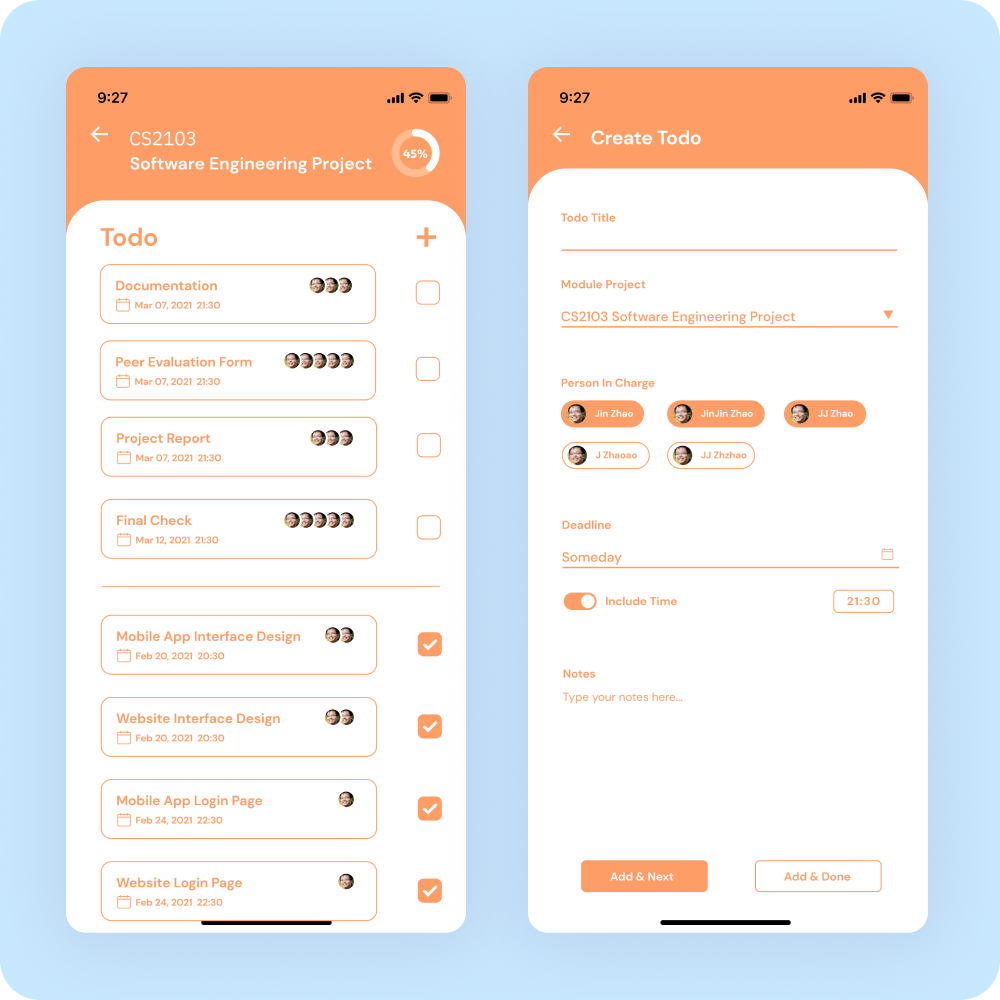 9:27
CS2103
Software Engineering Project
45%
Todo
Documentation
Mar 07, 2021 21:30
Peer Evaluation Form
Mar 07, 2021 21:30
Project Report
Mar 07, 2021 21:30
Final Check
Mar 12, 2021 21:30
Mobile App Interface Design
Feb 20, 2021 20:30
Website Interface Design
Feb 20, 2021 20:30
Mobile App Login Page
Feb 24, 2021 22:30
Website Login Page
Feb 24, 2021 22:30
9:27
Create Todo
Todo Title
Module Project
CS2103 Software Engineering Project
Person In Charge
Jin Zhao
JinJin Zhao
JJ Zhao
J Zhaoao
JJ Zhzhao
Deadline
Someday
Include Time
21:30
Notes
Type your notes here...
Add & Next
Add & Done